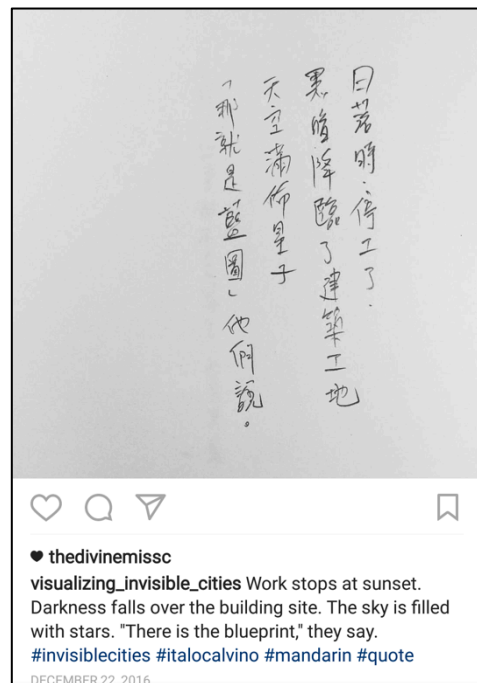 日落時.停工了.
黑暗降臨了建築工地
天空滿佈星子
「那就是藍圖」他們說。
thedivinemissc
visualizing_invisible_cities Work stops at sunset.
Darkness falls over the building site. The sky is filled
with stars. "There is the blueprint," they say.
#invisiblecities #italocalvino #mandarin #quote
DECEMBER 22, 2016